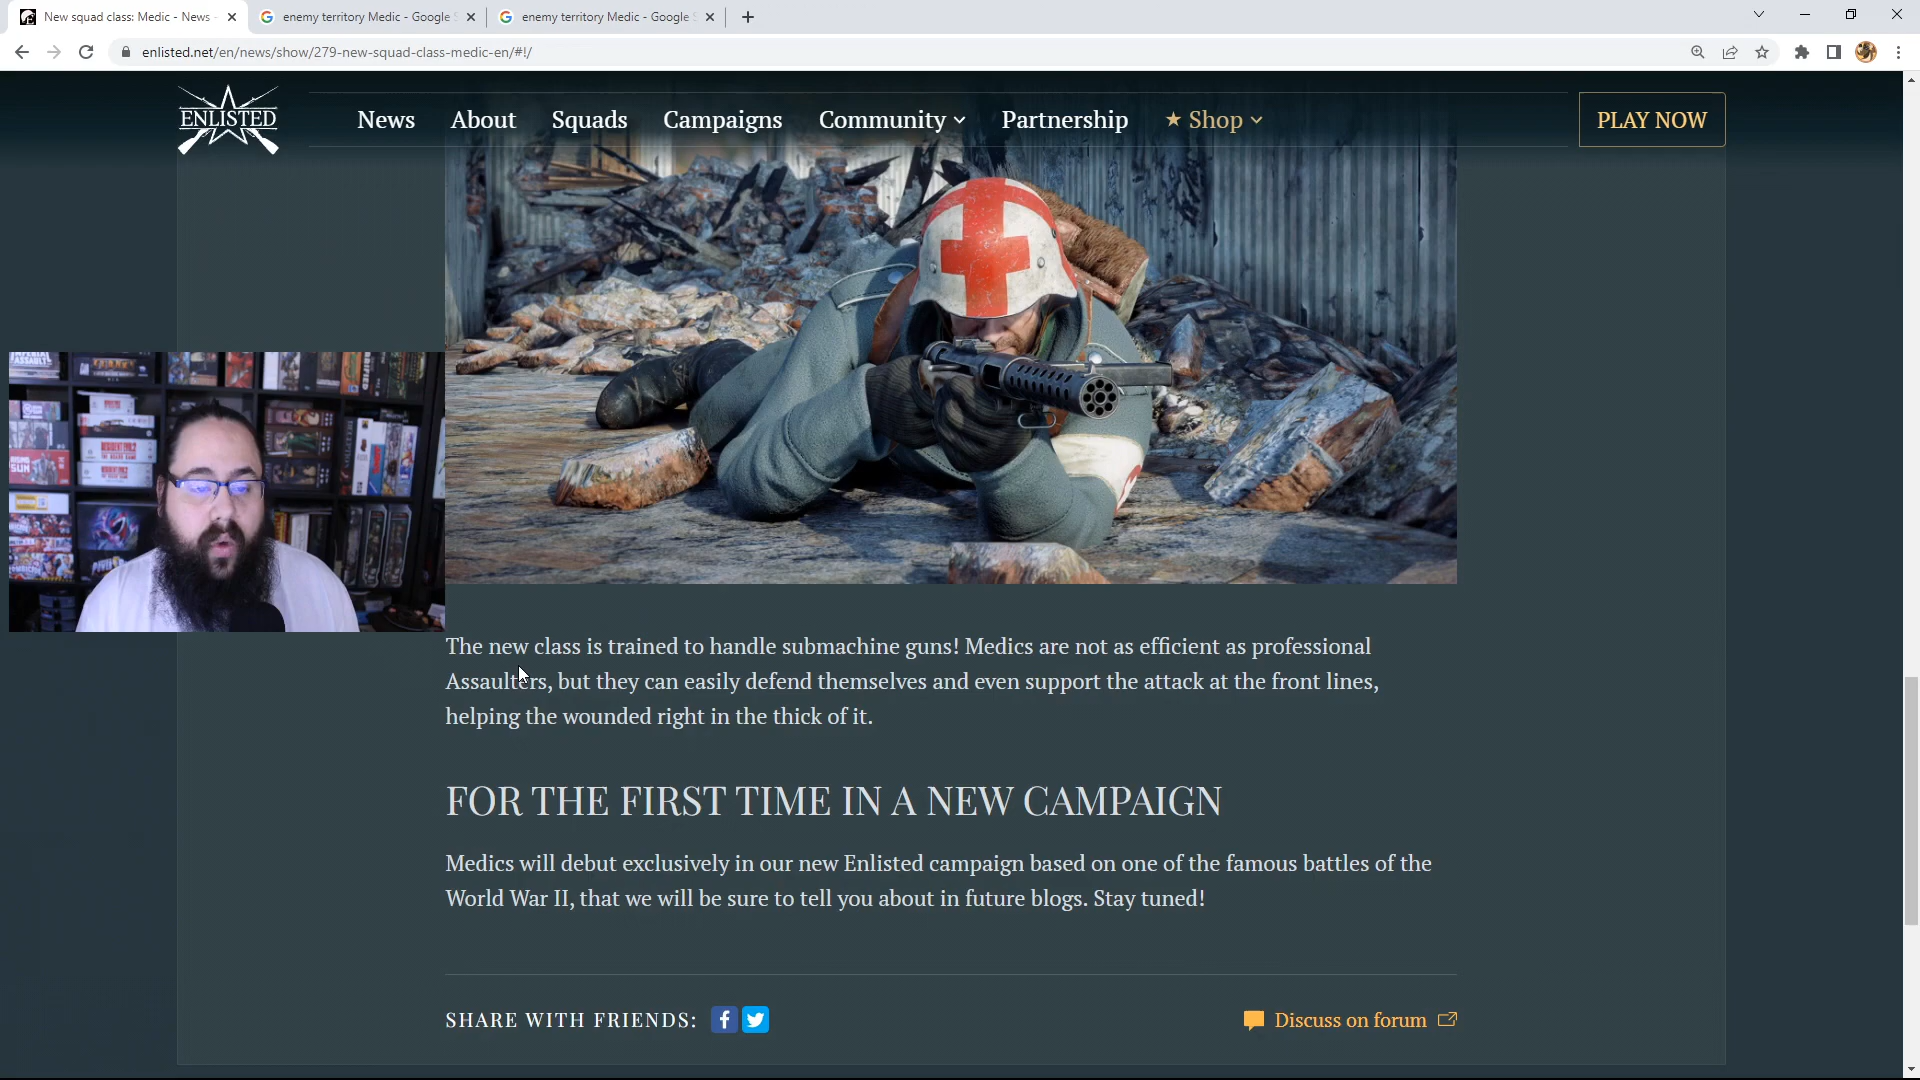 New squad class: Medic - News -
enemy territory Medic - Google S
enemy territory Medic - Google S
enlisted.net/en/news/show/279-new-squad-class-medic-en/#!/
ENLISTED
News
About
Squads
Campaigns
Community
Partnership
★ Shop
PLAY NOW
IMPERIAL
ASSAULT
RISING
SUN
The new class is trained to handle submachine guns! Medics are not as efficient as professional
Assaulters, but they can easily defend themselves and even support the attack at the front lines,
helping the wounded right in the thick of it.
FOR THE FIRST TIME IN A NEW CAMPAIGN
Medics will debut exclusively in our new Enlisted campaign based on one of the famous battles of the
World War II, that we will be sure to tell you about in future blogs. Stay tuned!
SHARE WITH FRIENDS:
Discuss on forum